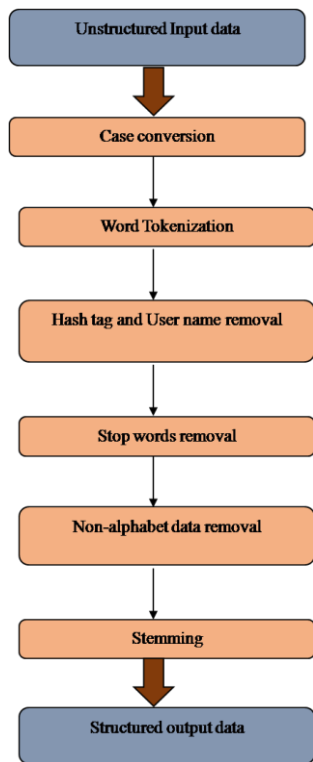 Unstructured Input data
Case conversion
Word Tokenization
Hash tag and User name removal
Stop words removal
Non-alphabet data removal
Stemming
Structured output data